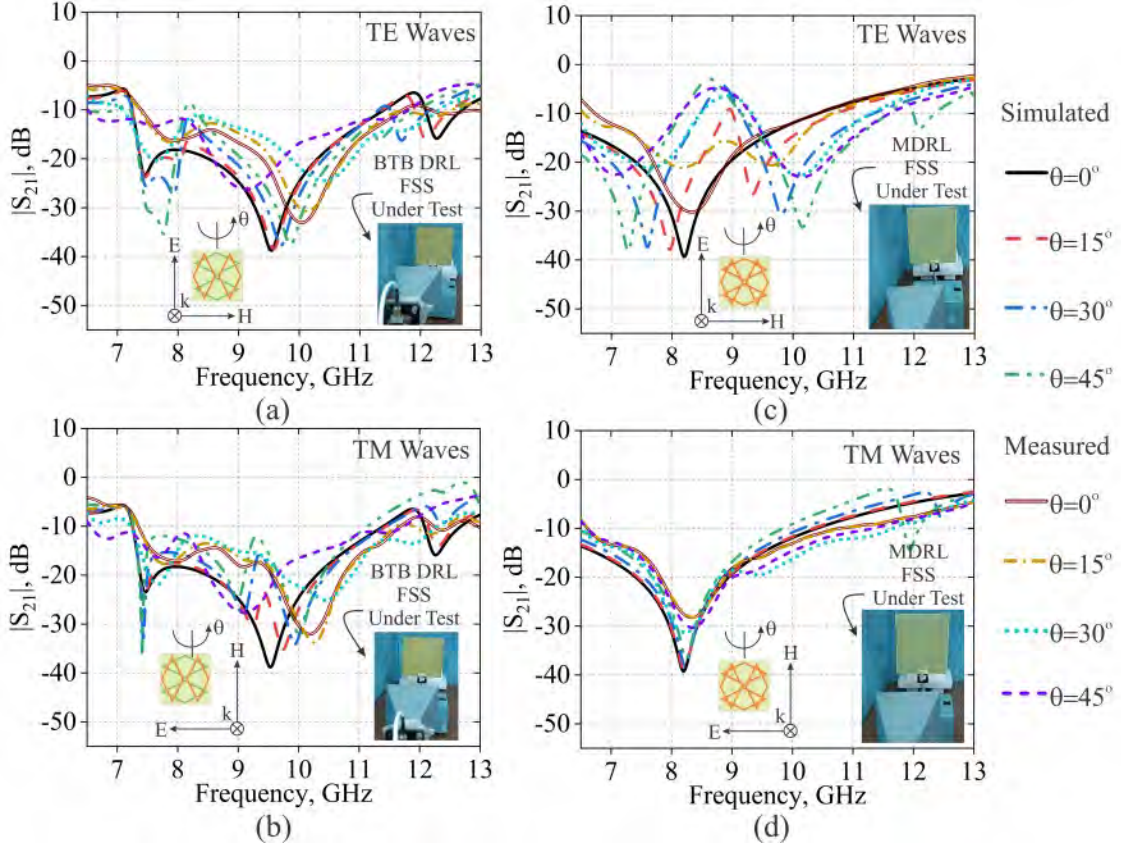 10
TE Waves
0
-10
-20
-30
-40
-50
|S21|, dB
BTB DRL
FSS
Under Test
θ
E
k
H
7 8 9 10 11 12 13
Frequency, GHz
(a)
10
TE Waves
0
-10
-20
-30
-40
-50
|S21|, dB
MDRL
FSS
Under Test
θ
E
k
H
7 8 9 10 11 12 13
Frequency, GHz
(c)
10
TM Waves
0
-10
-20
-30
-40
-50
|S21|, dB
BTB DRL
FSS
Under Test
θ
H
k
E
7 8 9 10 11 12 13
Frequency, GHz
(b)
10
TM Waves
0
-10
-20
-30
-40
-50
|S21|, dB
MDRL
FSS
Under Test
θ
H
k
E
7 8 9 10 11 12 13
Frequency, GHz
(d)
Simulated
θ=0°
θ=15°
θ=30°
θ=45°
Measured
θ=0°
θ=15°
θ=30°
θ=45°